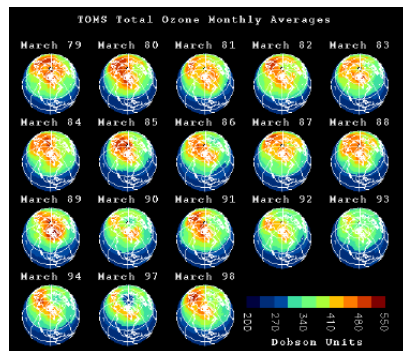 TOMS Total Ozone Monthly Averages
March 79 March 80 March 81 March 82 March 83
March 84 March 85 March 86 March 87 March 88
March 89 March 90 March 91 March 92 March 93
March 94 March 97 March 98
200 270 340 410 480 550
Dobson Units